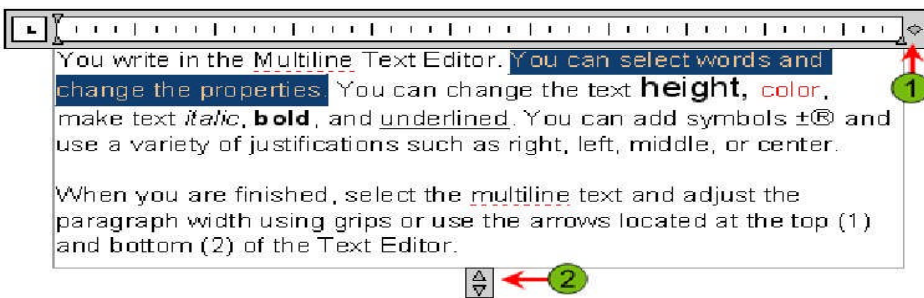 You write in the Multiline Text Editor. You can select words and
change the properties. You can change the text height, color,
make text italic, bold, and underlined. You can add symbols ±® and
use a variety of justifications such as right, left, middle, or center.
When you are finished, select the multiline text and adjust the
paragraph width using grips or use the arrows located at the top (1)
and bottom (2) of the Text Editor.
1
2